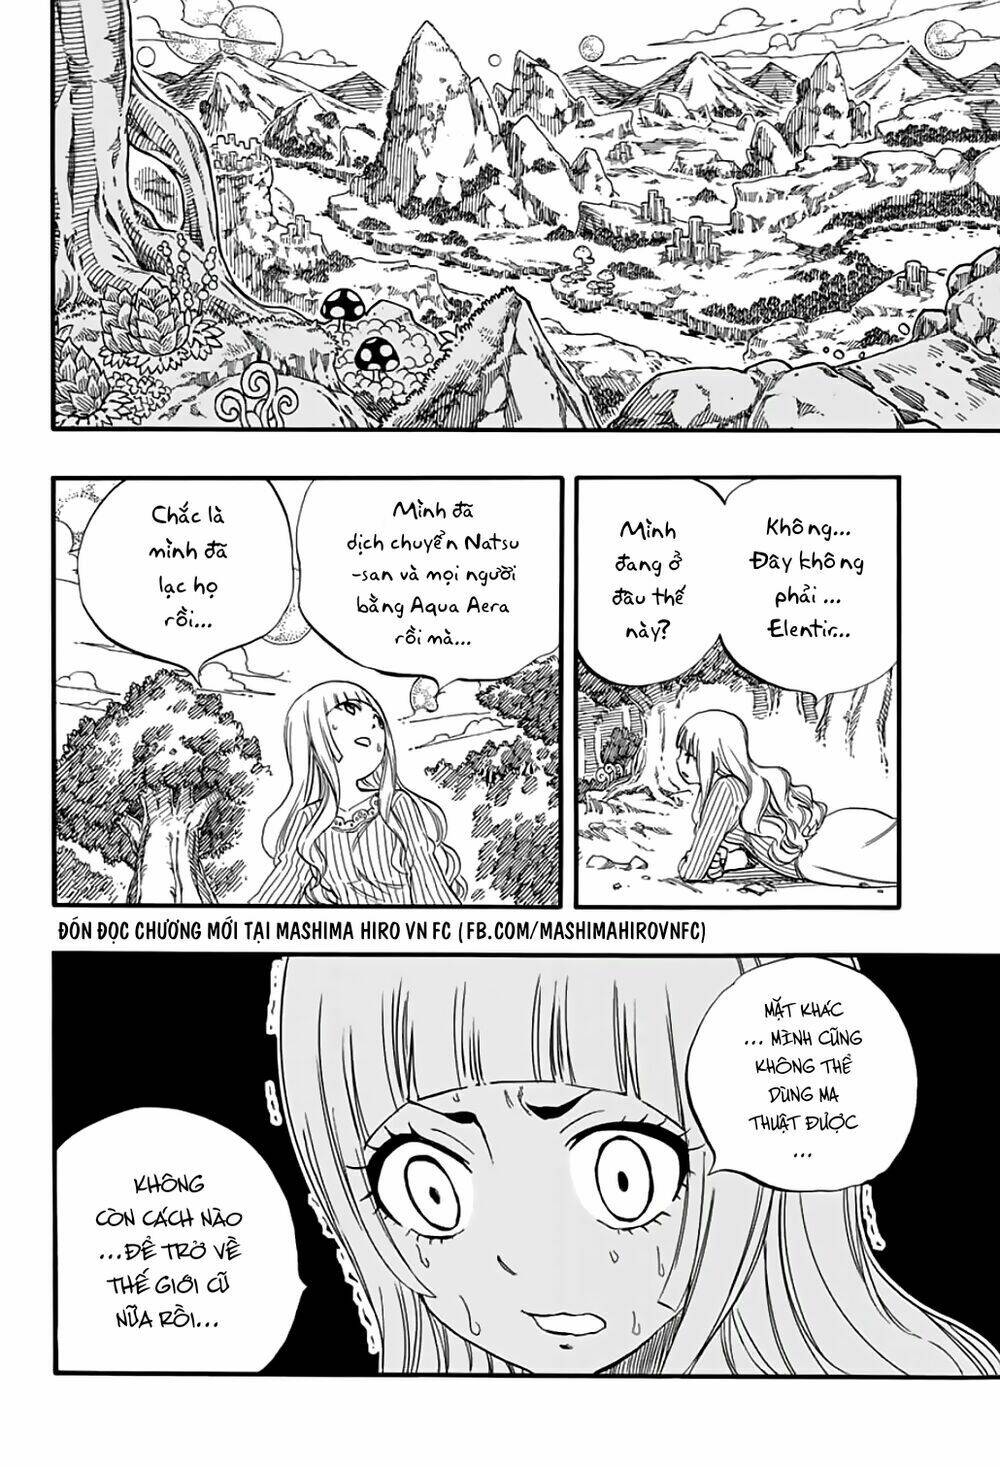 Không...
Đây không
phải ...
Elentir...
Mình
đang ở
đâu thế
này?
Mình đã
dịch chuyển Natsu
-san và mọi người
bằng Aqua Aera
rồi mà...
Chắc là
mình đã
lạc họ
rồi...
ĐÓN ĐỌC CHƯƠNG MỚI TẠI MASHIMA HIRO VN FC (FB.COM/MASHIMAHIROVNFC)
MẶT KHÁC
... MÌNH CŨNG
KHÔNG THỂ
DÙNG MA
THUẬT ĐƯỢC
...
KHÔNG
CÒN CÁCH NÀO
...ĐỂ TRỞ VỀ
THẾ GIỚI CŨ
NỮA RỒI...